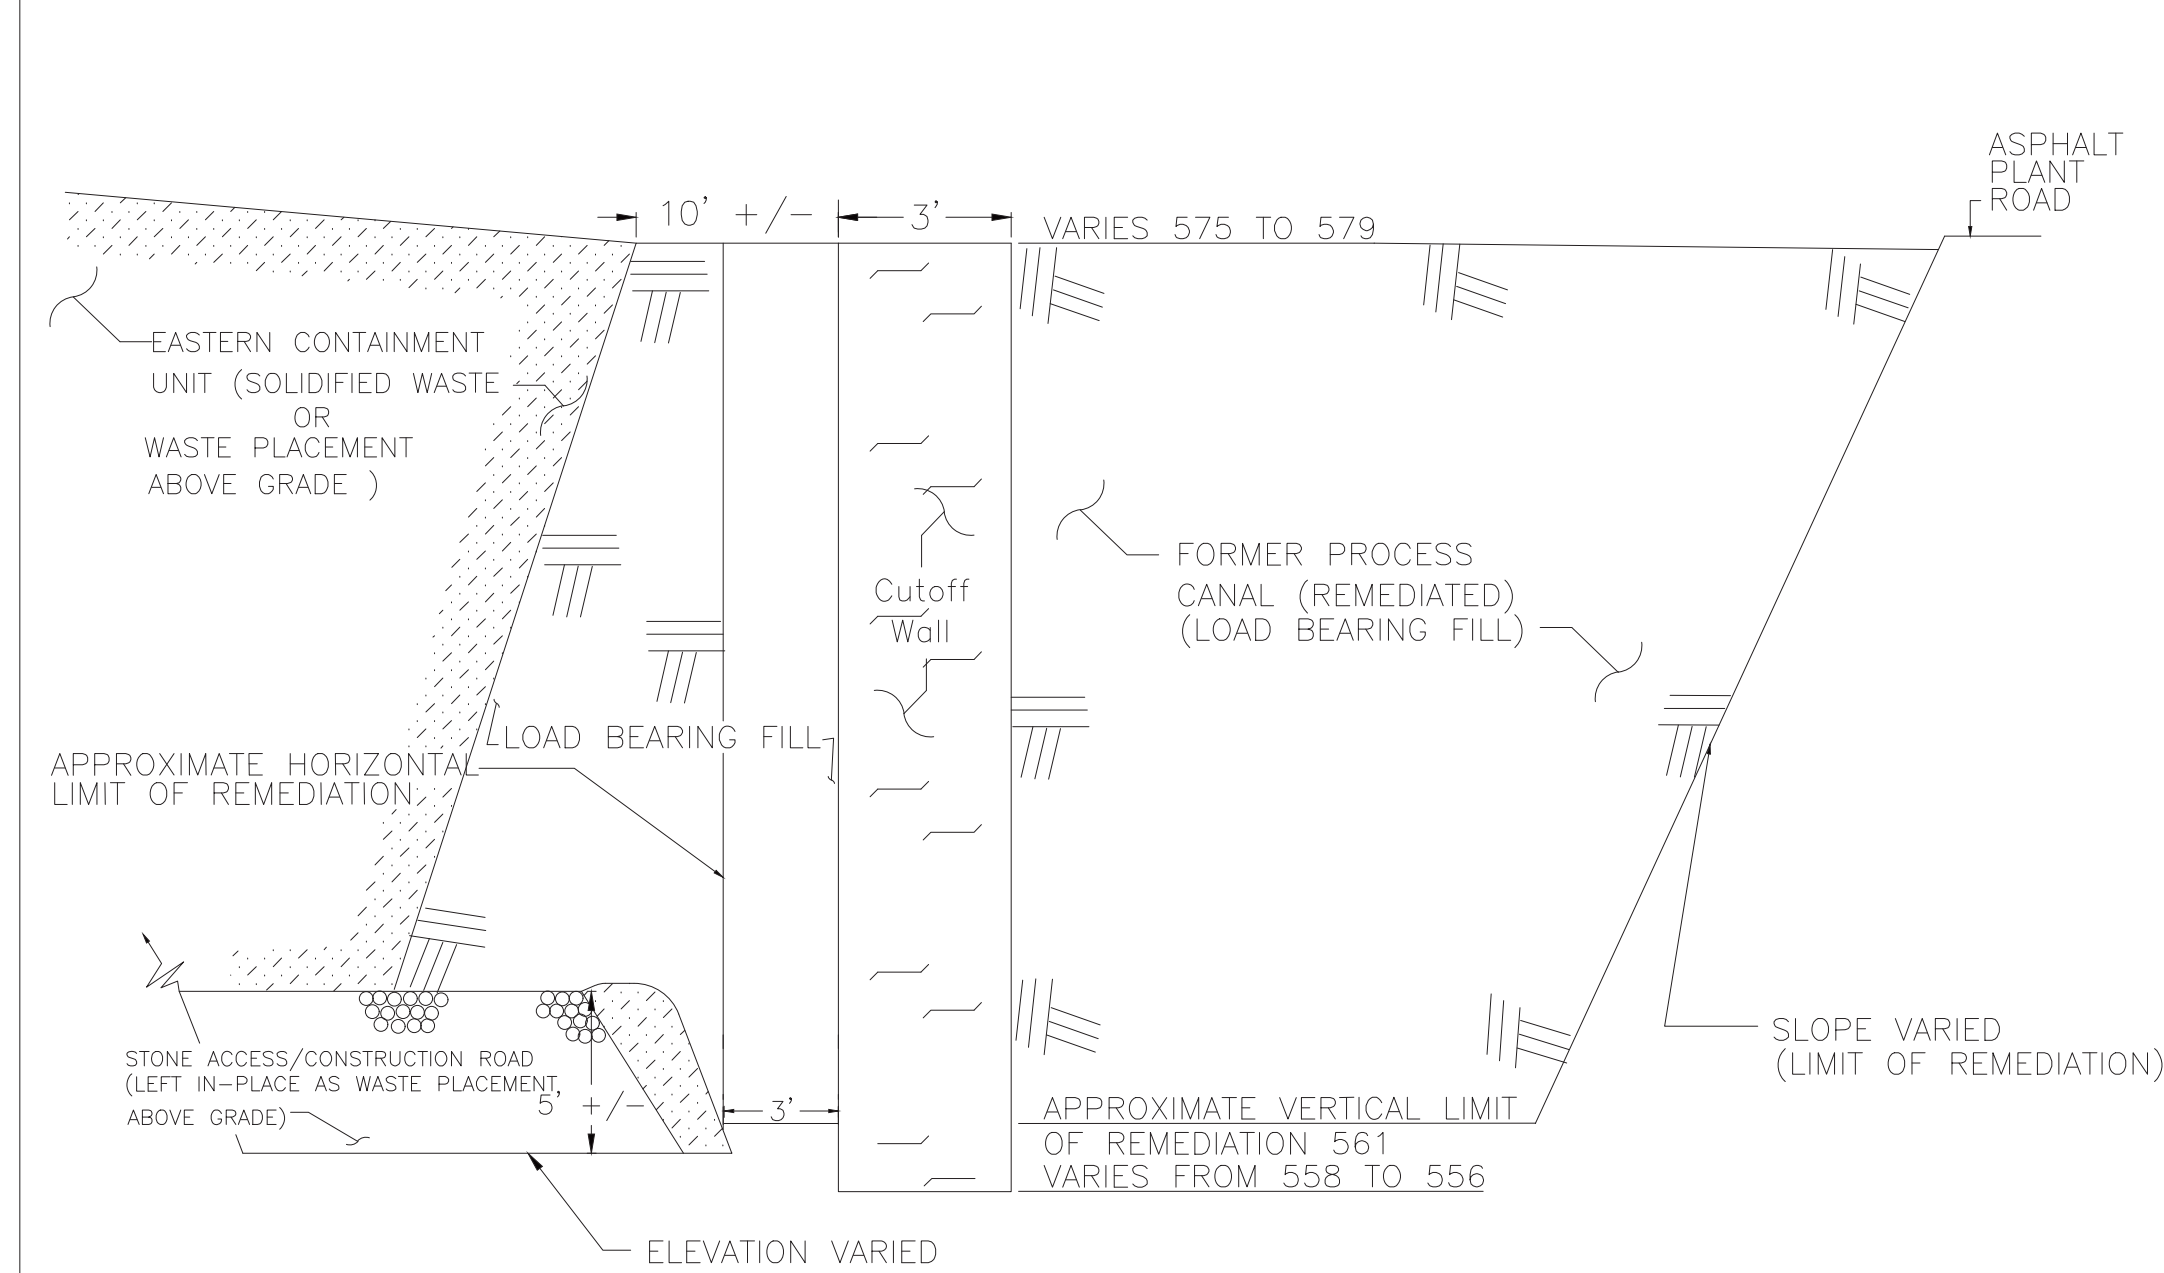 ASPHALT
PLANT
ROAD
10' +/-
3'
VARIES 575 TO 579
EASTERN CONTAINMENT
UNIT (SOLIDIFIED WASTE
OR
WASTE PLACEMENT
ABOVE GRADE )
Cutoff
Wall
FORMER PROCESS
CANAL (REMEDIATED)
(LOAD BEARING FILL)
LOAD BEARING FILL
APPROXIMATE HORIZONTAL
LIMIT OF REMEDIATION
STONE ACCESS/CONSTRUCTION ROAD
(LEFT IN-PLACE AS WASTE PLACEMENT
ABOVE GRADE)
5' +/-
3'
SLOPE VARIED
(LIMIT OF REMEDIATION)
APPROXIMATE VERTICAL LIMIT
OF REMEDIATION 561
VARIES FROM 558 TO 556
ELEVATION VARIED